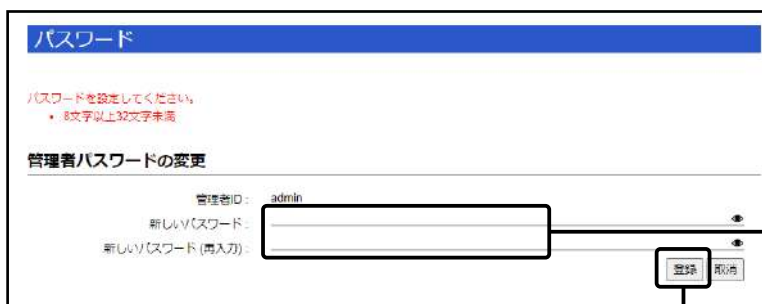 パスワード
パスワードを設定してください。
• 8文字以上32文字未満
管理者パスワードの変更
管理者ID : admin
新しいパスワード :
新しいパスワード (再入力) :
登録 取消